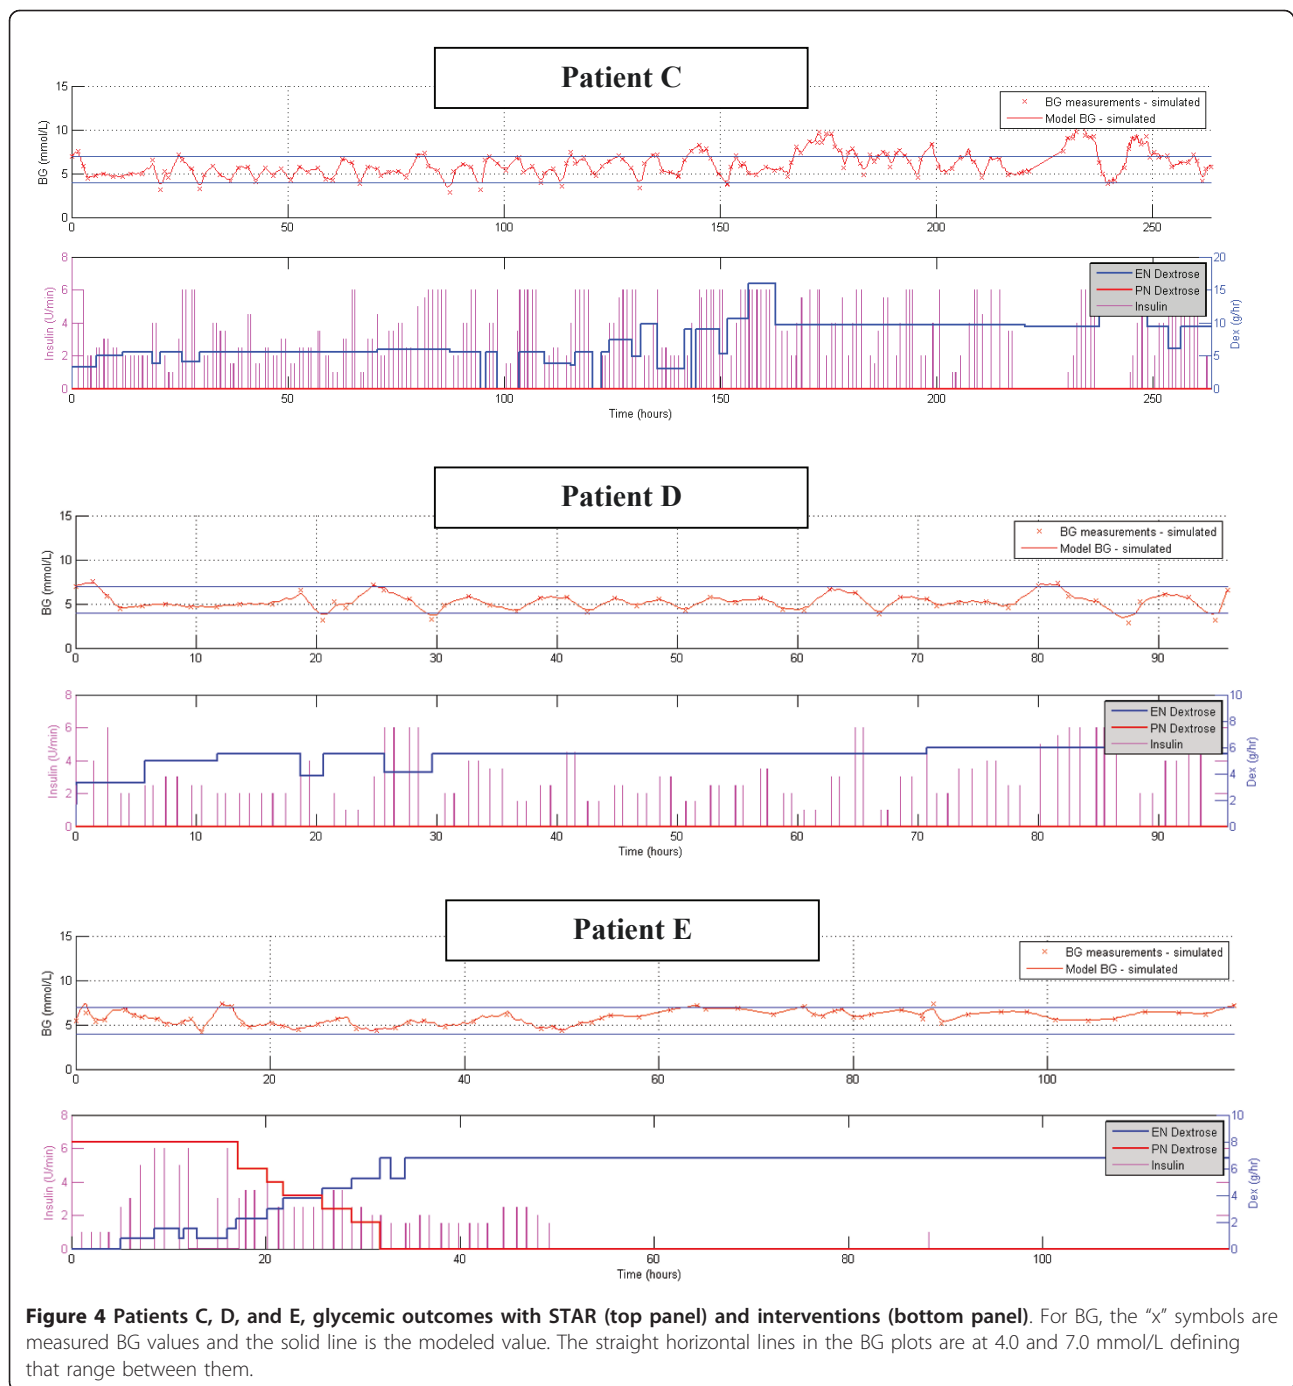 Patient C
15
10
5
0
BG (mmol/L)
× BG measurements - simulated
Model BG - simulated
0 50 100 150 200 250
8
6
4
2
0
Insulin (U/min)
20
15
10
5
0
Dex (g/hr)
EN Dextrose
PN Dextrose
Insulin
0 50 100 150 200 250
Time (hours)
Patient D
15
10
5
0
BG (mmol/L)
× BG measurements - simulated
Model BG - simulated
0 10 20 30 40 50 60 70 80 90
8
6
4
2
0
Insulin (U/min)
10
8
6
4
2
0
Dex (g/hr)
EN Dextrose
PN Dextrose
Insulin
0 10 20 30 40 50 60 70 80 90
Time (hours)
Patient E
15
10
5
0
BG (mmol/L)
× BG measurements - simulated
Model BG - simulated
0 20 40 60 80 100
8
6
4
2
0
Insulin (U/min)
10
8
6
4
2
0
Dex (g/hr)
EN Dextrose
PN Dextrose
Insulin
0 20 40 60 80 100
Time (hours)
Figure 4 Patients C, D, and E, glycemic outcomes with STAR (top panel) and interventions (bottom panel). For BG, the “x” symbols are
measured BG values and the solid line is the modeled value. The straight horizontal lines in the BG plots are at 4.0 and 7.0 mmol/L defining
that range between them.